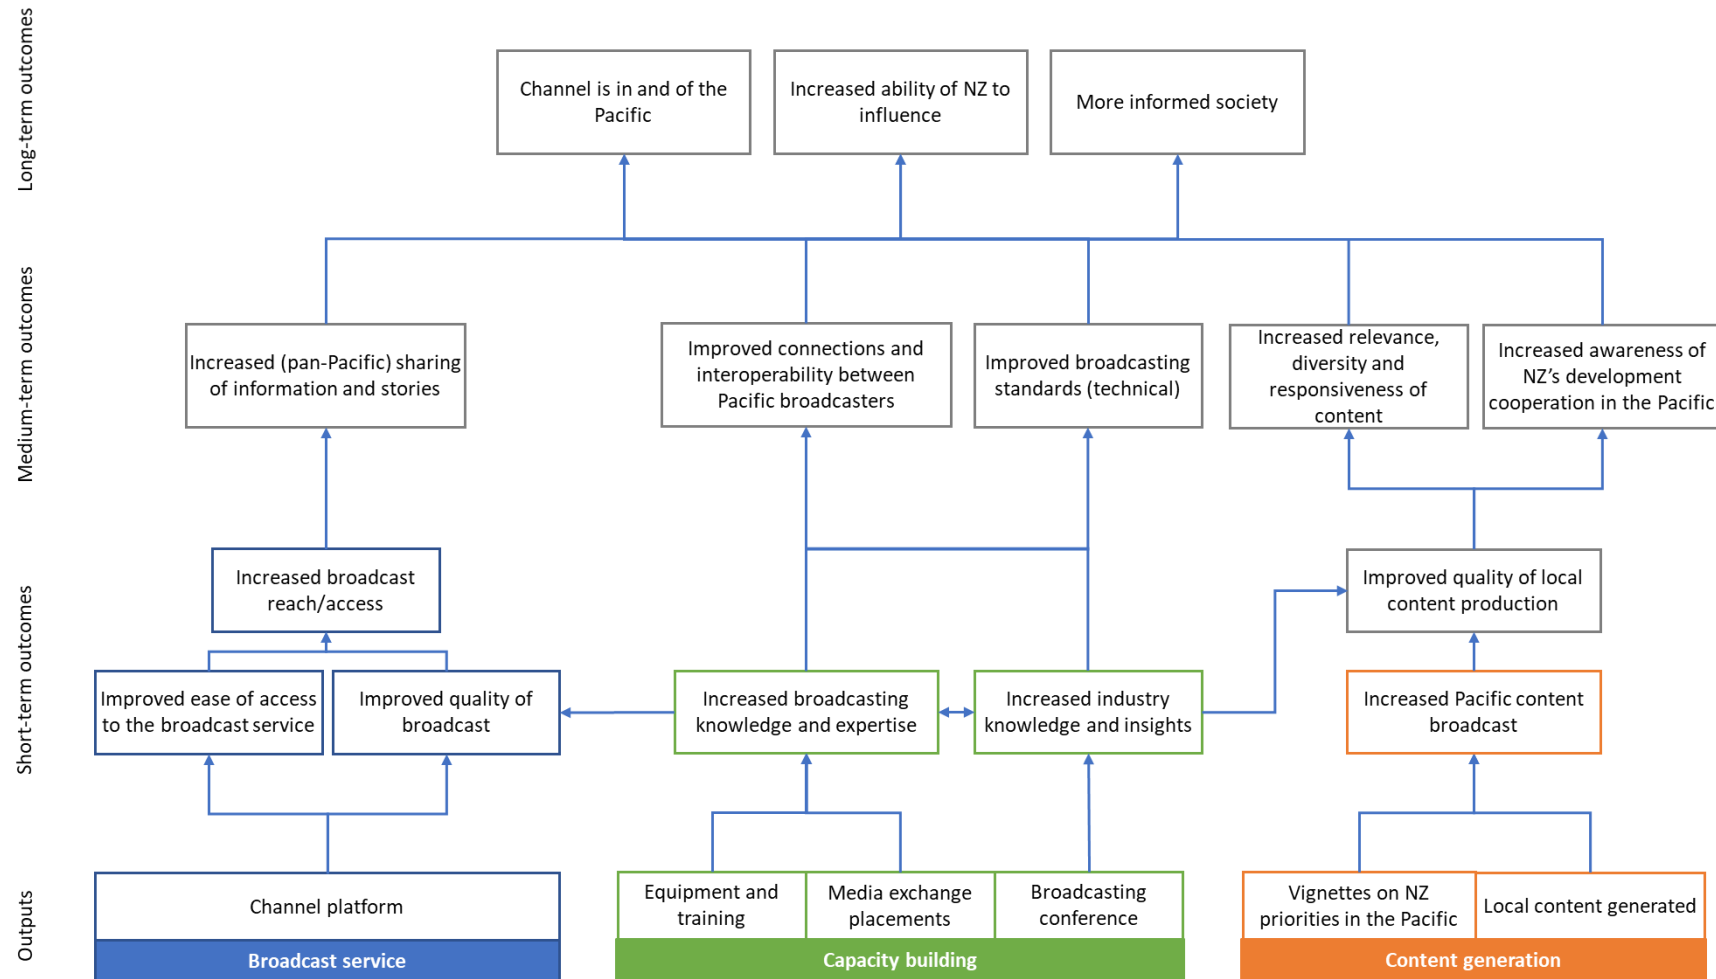 Long-term outcomes
Channel is in and of the
Pacific
Increased ability of NZ to
influence
More informed society
Medium-term outcomes
Increased (pan-Pacific) sharing
of information and stories
Improved connections and
interoperability between
Pacific broadcasters
Improved broadcasting
standards (technical)
Increased relevance,
diversity and
responsiveness of
content
Increased awareness of
NZ’s development
cooperation in the Pacific
Short-term outcomes
Increased broadcast
reach/access
Improved quality of local
content production
Improved ease of access
to the broadcast service
Improved quality of
broadcast
Increased broadcasting
knowledge and expertise
Increased industry
knowledge and insights
Increased Pacific content
broadcast
Outputs
Channel platform
Equipment and
training
Media exchange
placements
Broadcasting
conference
Vignettes on NZ
priorities in the Pacific
Local content generated
Broadcast service
Capacity building
Content generation